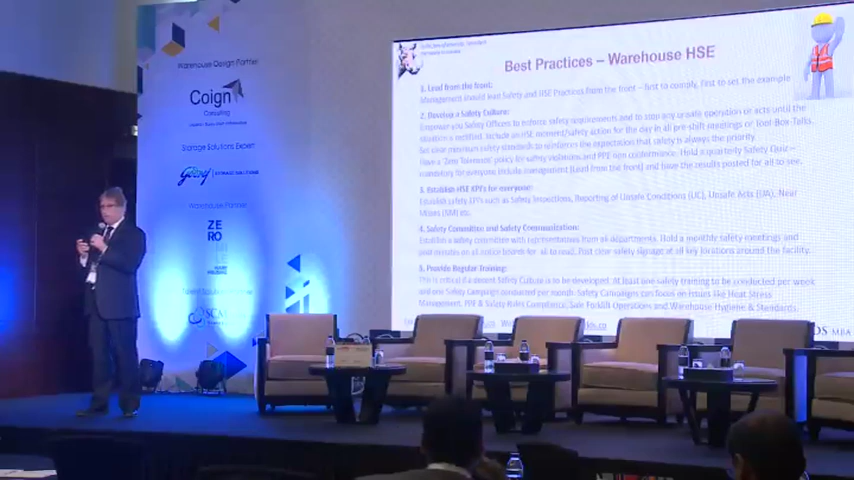 Warehouse Design Partner
Coign
Consulting
Storage Solutions Expert
Godrej STORAGE SOLUTIONS
Warehouse Partner
ZE
RO
Talent Solutions
SCA
Best Practices – Warehouse HSE
1. Lead from the front:
Management should lead Safety and HSE Practices from the front – first to comply, first to set the example
2. Develop a Safety Culture:
Empower you Safety Officers to enforce safety requirements and to stop any unsafe operation or acts until the
situation is rectified. Include an HSE moment/safety action for the day in all pre-shift meetings or Tool-Box-Talks.
Set clear minimum safety standards to reinforce the expectation that safety is always the priority.
Have a 'Zero Tolerance' policy for safety violations and PPE non conformance. Hold a quarterly Safety Quiz –
mandatory for everyone include management (Lead from the front) and have the results posted for all to see.
3. Establish HSE KPI's for everyone:
Establish safety KPI's such as Safety Inspections, Reporting of Unsafe Conditions (UC), Unsafe Acts (UA), Near
Misses (NM) etc.
4. Safety Committee and Safety Communication:
Establish a safety committee with representatives from all departments. Hold a monthly safety meetings and
post minutes on all notice boards for all to read. Post clear safety signage at all key locations around the facility.
5. Provide Regular Training:
This is critical if a decent Safety Culture is to be developed. At least one safety training to be conducted per week
and one Safety Campaign conducted per month. Safety Campaigns can focus on issues like Heat Stress
Management, PPE & Safety Rules Compliance, Safe Forklift Operations and Warehouse Hygiene & Standards.
MBA